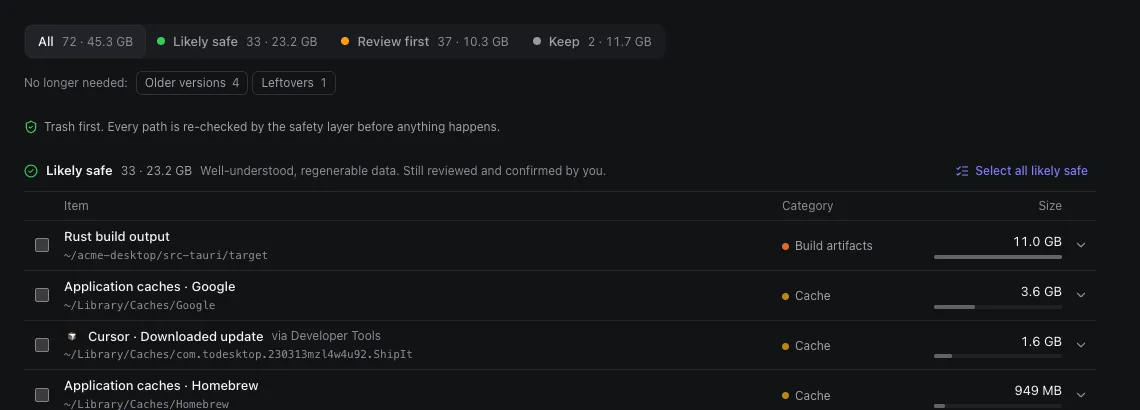 All 72 · 45.3 GB Likely safe 33 · 23.2 GB Review first 37 · 10.3 GB Keep 2 · 11.7 GB
No longer needed: Older versions 4 Leftovers 1
Trash first. Every path is re-checked by the safety layer before anything happens.
Likely safe 33 · 23.2 GB Well-understood, regenerable data. Still reviewed and confirmed by you. Select all likely safe
Item Category Size
Rust build output
~/acme-desktop/src-tauri/target
Build artifacts
11.0 GB
Application caches · Google
~/Library/Caches/Google
Cache
3.6 GB
Cursor · Downloaded update via Developer Tools
~/Library/Caches/com.todesktop.230313mzl4w4u92.ShipIt
Cache
1.6 GB
Application caches · Homebrew
~/Library/Caches/Homebrew
Cache
949 MB